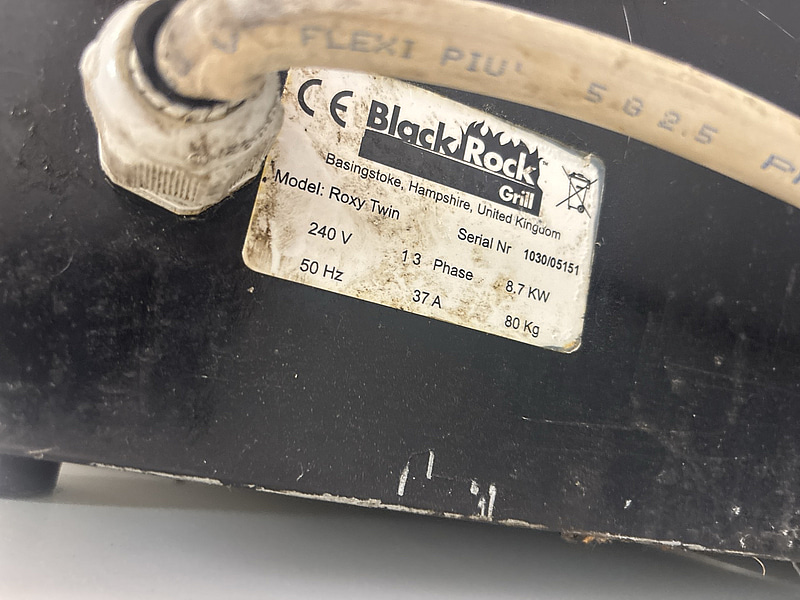 FLEXI PIU'
5 G 2.5
CE
Black Rock
Grill
Basingstoke, Hampshire, United Kingdom
Model: Roxy Twin
Serial Nr 1030/05151
240 V
1 3 Phase
8.7 KW
50 Hz
37 A
80 Kg